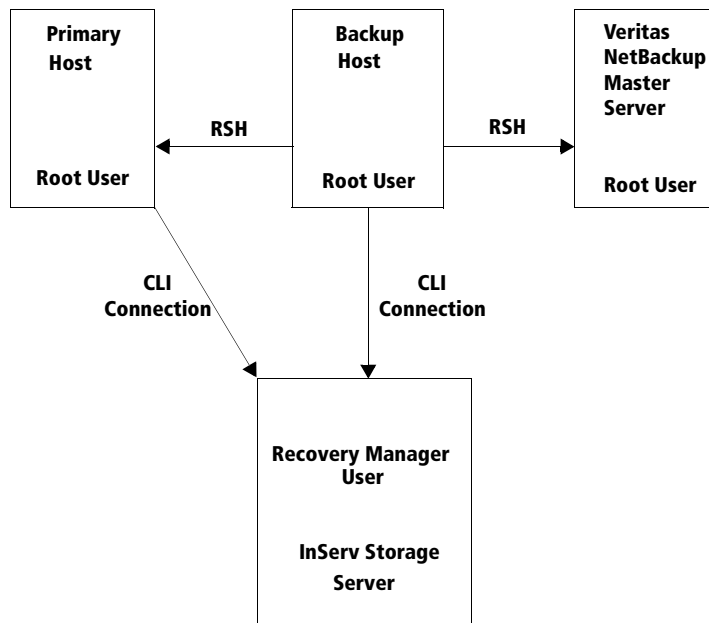 Primary
Host
Root User
RSH
Backup
Host
Root User
RSH
Veritas
NetBackup
Master
Server
Root User
CLI
Connection
CLI
Connection
Recovery Manager
User
InServ Storage
Server